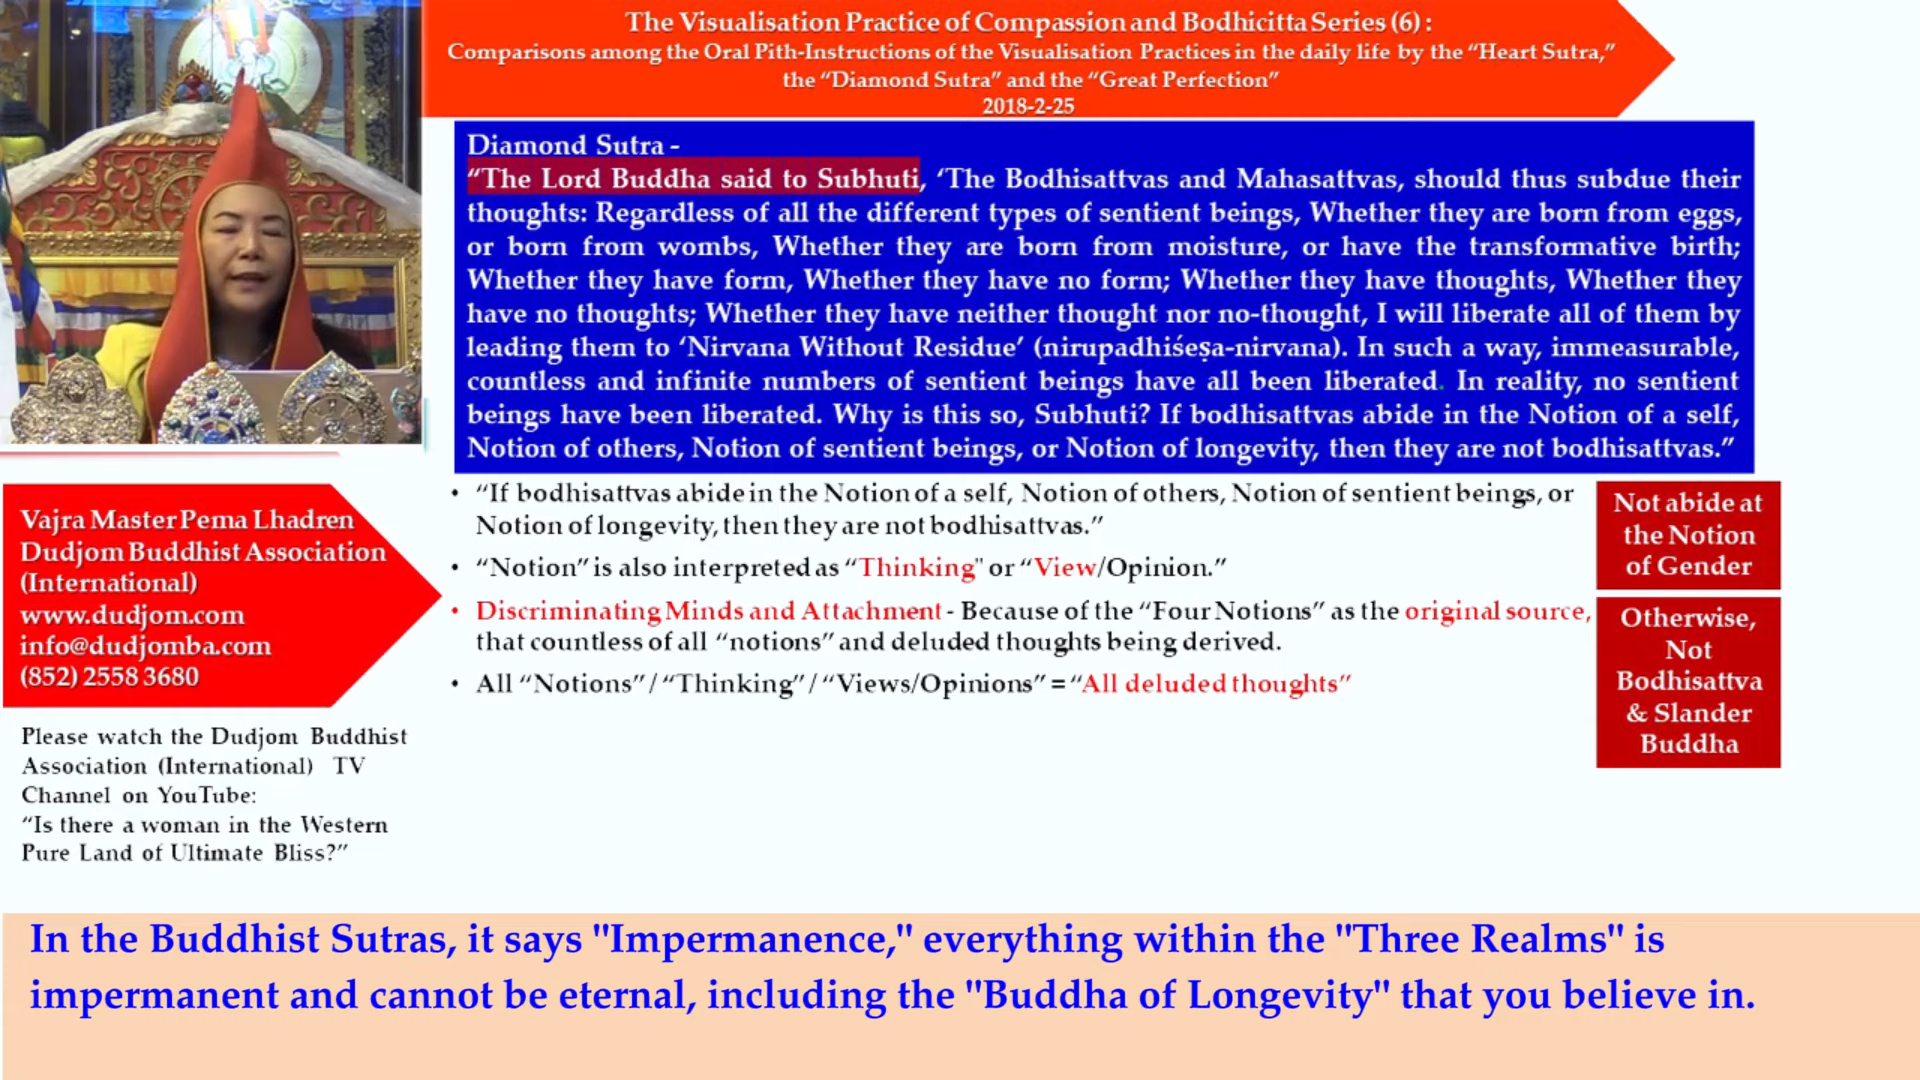 The Visualisation Practice of Compassion and Bodhicitta Series (6) :
Comparisons among the Oral Pith-Instructions of the Visualisation Practices in the daily life by the “Heart Sutra,”
the “Diamond Sutra” and the “Great Perfection”
2018-2-25
Diamond Sutra -
“The Lord Buddha said to Subhuti, ‘The Bodhisattvas and Mahasattvas, should thus subdue their
thoughts: Regardless of all the different types of sentient beings, Whether they are born from eggs,
or born from wombs, Whether they are born from moisture, or have the transformative birth;
Whether they have form, Whether they have no form; Whether they have thoughts, Whether they
have no thoughts; Whether they have neither thought nor no-thought, I will liberate all of them by
leading them to ‘Nirvana Without Residue’ (nirupadhiśeṣa-nirvana). In such a way, immeasurable,
countless and infinite numbers of sentient beings have all been liberated. In reality, no sentient
beings have been liberated. Why is this so, Subhuti? If bodhisattvas abide in the Notion of a self,
Notion of others, Notion of sentient beings, or Notion of longevity, then they are not bodhisattvas.”
• “If bodhisattvas abide in the Notion of a self, Notion of others, Notion of sentient beings, or
Notion of longevity, then they are not bodhisattvas.”
• “Notion” is also interpreted as “Thinking" or “View/Opinion.”
• Discriminating Minds and Attachment - Because of the “Four Notions” as the original source,
that countless of all “notions” and deluded thoughts being derived.
• All “Notions” / “Thinking” / “Views/Opinions” = “All deluded thoughts”
Not abide at
the Notion
of Gender
Otherwise,
Not
Bodhisattva
& Slander
Buddha
Vajra Master Pema Lhadren
Dudjom Buddhist Association
(International)
www.dudjom.com
info@dudjomba.com
(852) 2558 3680
Please watch the Dudjom Buddhist
Association (International) TV
Channel on YouTube:
“Is there a woman in the Western
Pure Land of Ultimate Bliss?”
In the Buddhist Sutras, it says "Impermanence," everything within the "Three Realms" is
impermanent and cannot be eternal, including the "Buddha of Longevity" that you believe in.